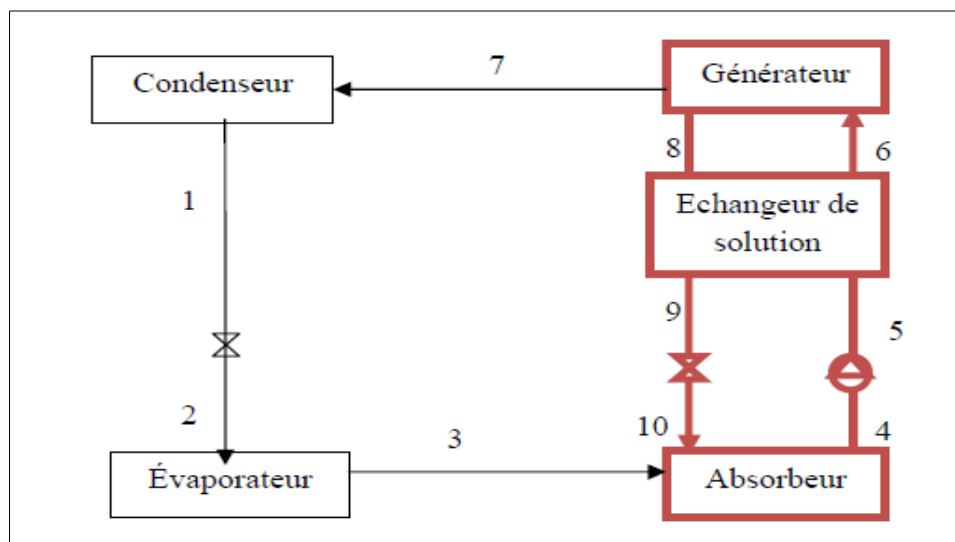 7
Condenseur
Générateur
8
6
1
Echangeur de
solution
9
5
2
3
10
4
Évaporateur
Absorbeur